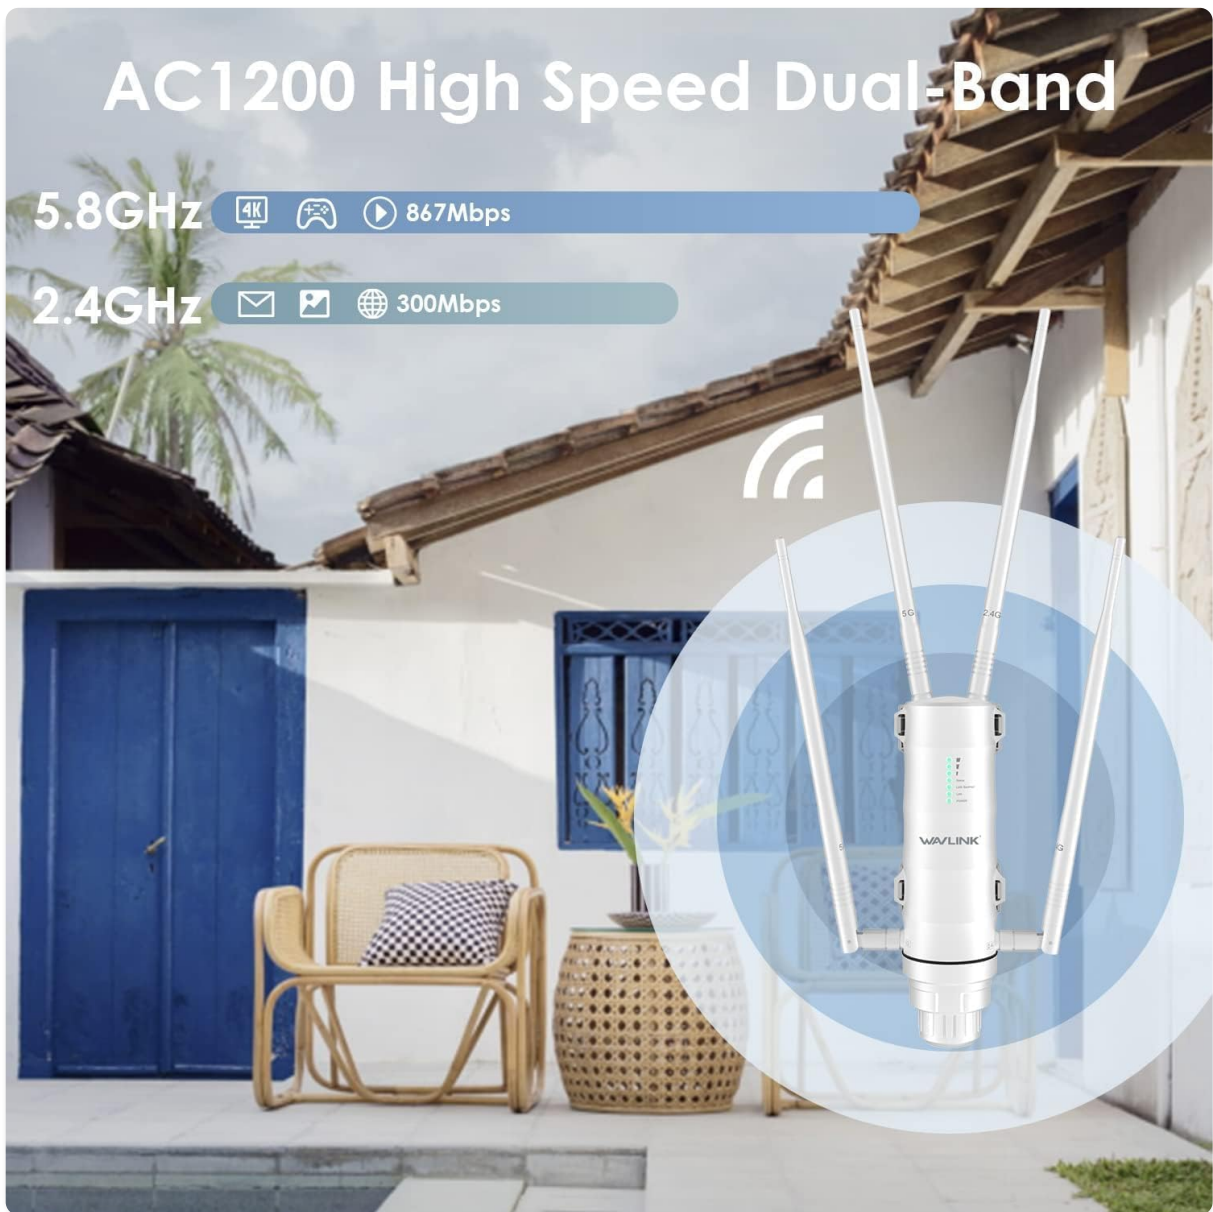 AC1200 High Speed Dual-Band
5.8GHz 4K 867Mbps
2.4GHz 300Mbps
5G 2.4G
WAVLINK